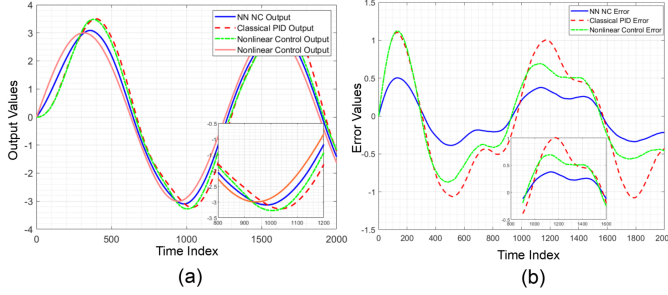 4
3
2
1
0
-1
-2
-3
-4
Output Values
NN NC Output
Classical PID Output
Nonlinear Control Output
Nonlinear Control Output
-0.5
-1
-2
-3
-3.5
800 900 1000 1100 1200
0 500 1000 1500 2000
Time Index
(a)
1.5
1
0.5
0
-0.5
-1
-1.5
Error Values
NN NC Error
Classical PID Error
Nonlinear Control Error
1
0.5
0
-0.5
800 1000 1200 1400 1600
0 200 400 600 800 1000 1200 1400 1600 1800 2000
Time Index
(b)